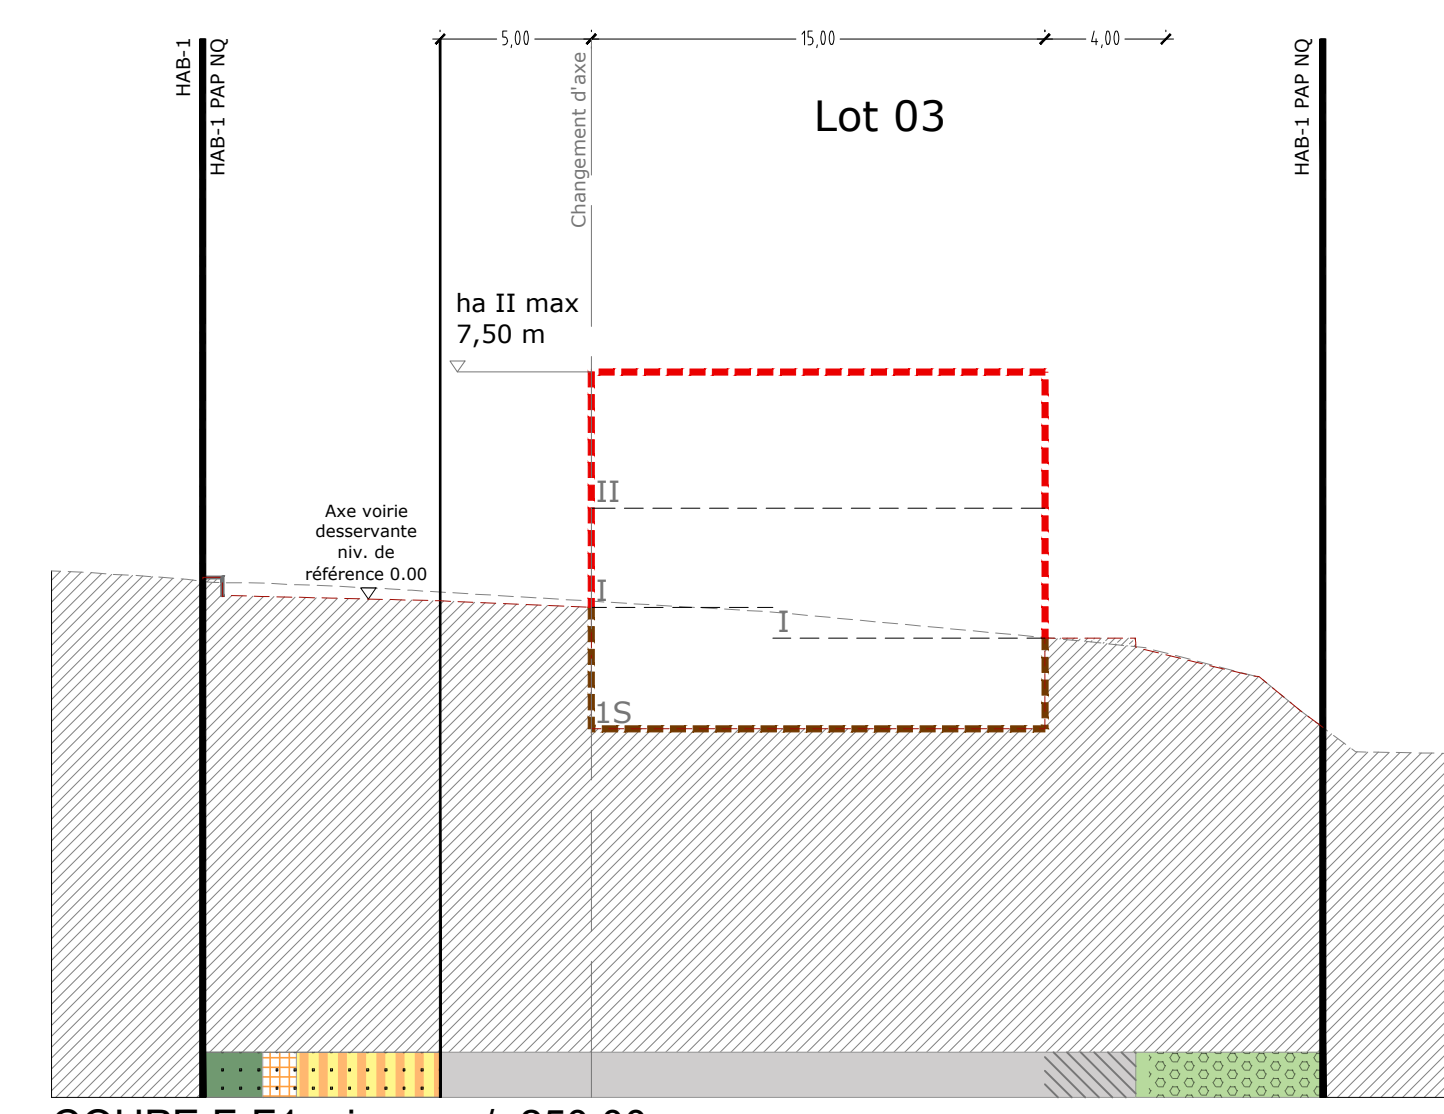 HAB-1
HAB-1 PAP NQ
5,00
15,00
4,00
Changement d'axe
Lot 03
HAB-1 PAP NQ
ha II max
7,50 m
II
Axe voirie
desservante
niv. de
référence 0.00
I
I
1S